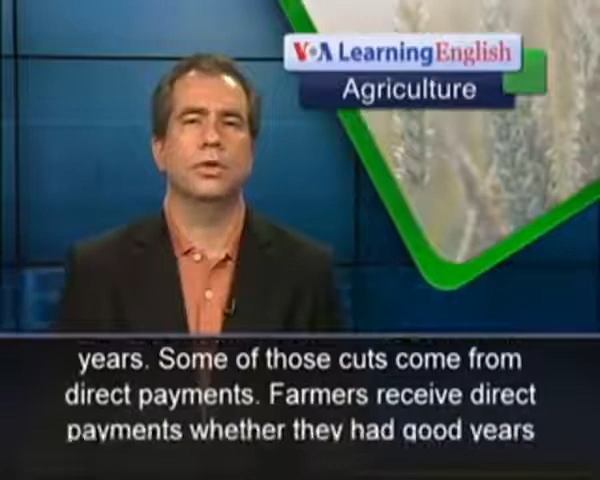 VOA LearningEnglish
Agriculture
years. Some of those cuts come from
direct payments. Farmers receive direct
payments whether they had good years